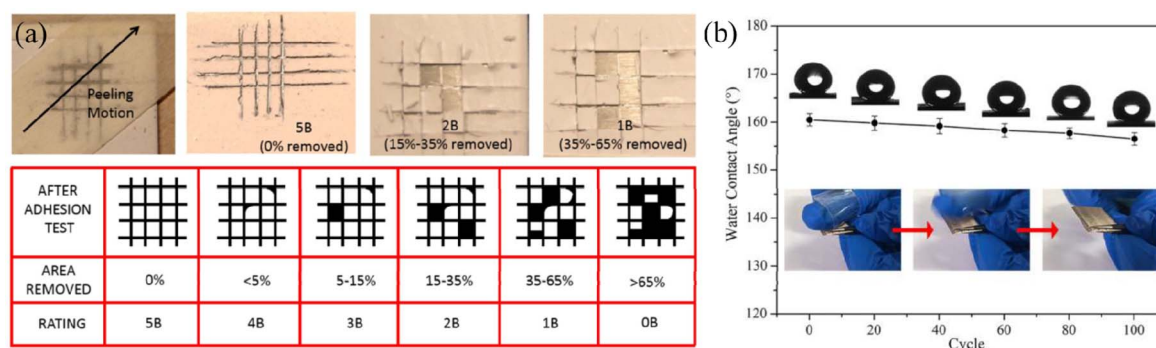 (a)
Peeling
Motion
5B
(0% removed)
2B
(15%-35% removed)
1B
(35%-65% removed)
AFTER
ADHESION
TEST
AREA
REMOVED
0%
<5%
5-15%
15-35%
35-65%
>65%
RATING
5B
4B
3B
2B
1B
0B
(b)
Water Contact Angle (°)
180
170
160
150
140
130
120
0
20
40
60
80
100
Cycle